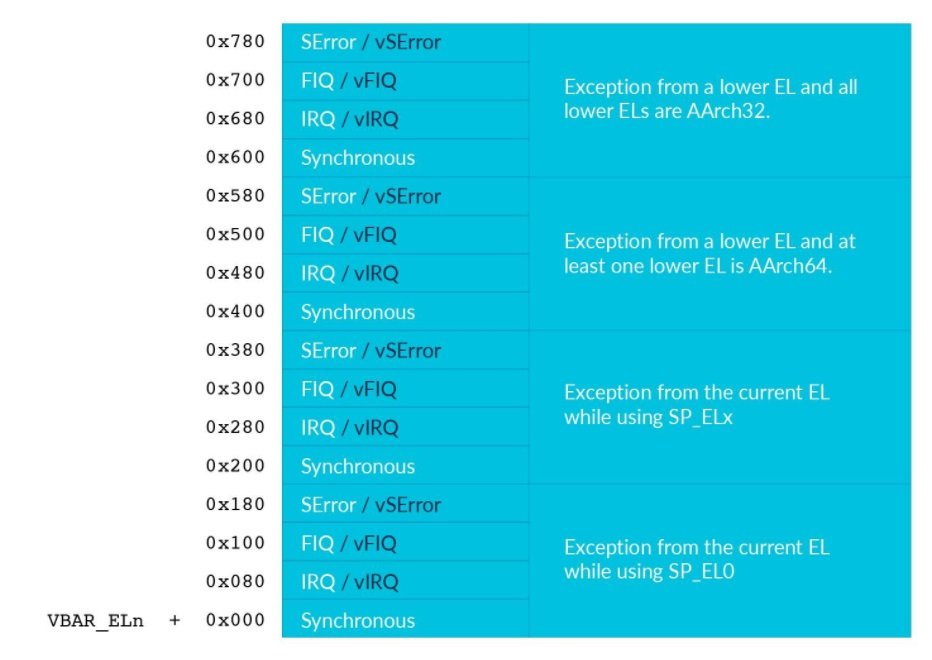 0x780 SError / vSError
0x700 FIQ / vFIQ
0x680 IRQ / vIRQ
0x600 Synchronous
Exception from a lower EL and all
lower ELs are AArch32.
0x580 SError / vSError
0x500 FIQ / vFIQ
0x480 IRQ / vIRQ
0x400 Synchronous
Exception from a lower EL and at
least one lower EL is AArch64.
0x380 SError / vSError
0x300 FIQ / vFIQ
0x280 IRQ / vIRQ
0x200 Synchronous
Exception from the current EL
while using SP_ELx
0x180 SError / vSError
0x100 FIQ / vFIQ
0x080 IRQ / vIRQ
VBAR_ELn + 0x000 Synchronous
Exception from the current EL
while using SP_EL0